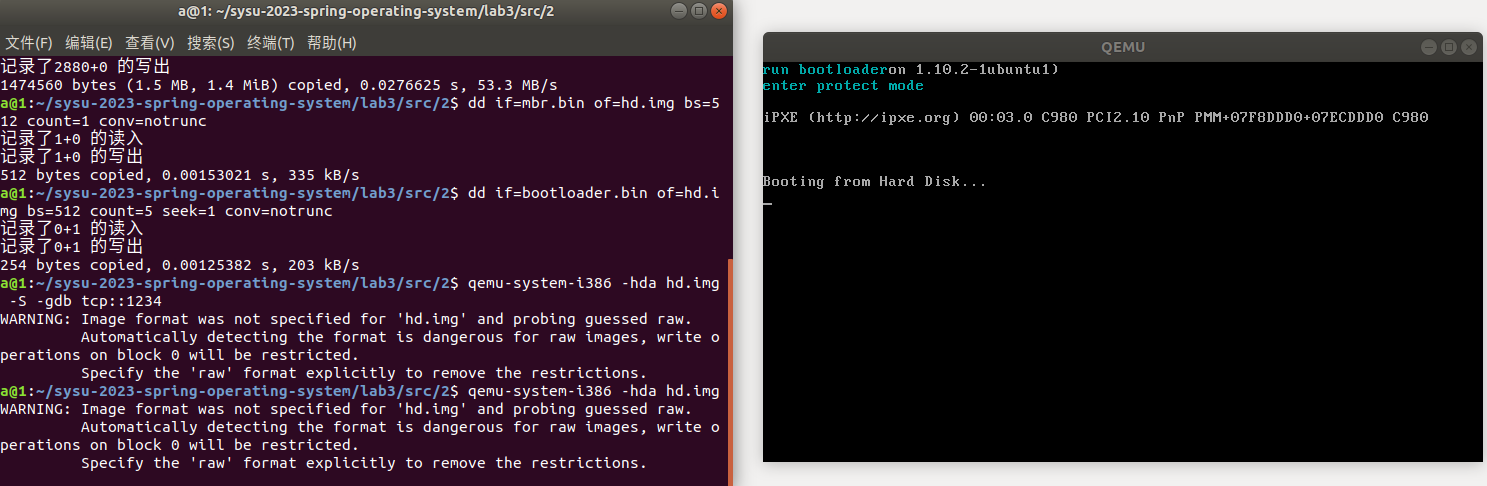 a@1: ~/sysu-2023-spring-operating-system/lab3/src/2
文件(F) 编辑(E) 查看(V) 搜索(S) 终端(T) 帮助(H)
记录了2880+0 的写出
1474560 bytes (1.5 MB, 1.4 MiB) copied, 0.0276625 s, 53.3 MB/s
a@1:~/sysu-2023-spring-operating-system/lab3/src/2$ dd if=mbr.bin of=hd.img bs=5
12 count=1 conv=notrunc
记录了1+0 的读入
记录了1+0 的写出
512 bytes copied, 0.00153021 s, 335 kB/s
a@1:~/sysu-2023-spring-operating-system/lab3/src/2$ dd if=bootloader.bin of=hd.i
mg bs=512 count=5 seek=1 conv=notrunc
记录了0+1 的读入
记录了0+1 的写出
254 bytes copied, 0.00125382 s, 203 kB/s
a@1:~/sysu-2023-spring-operating-system/lab3/src/2$ qemu-system-i386 -hda hd.img
 -S -gdb tcp::1234
WARNING: Image format was not specified for 'hd.img' and probing guessed raw.
         Automatically detecting the format is dangerous for raw images, write o
perations on block 0 will be restricted.
         Specify the 'raw' format explicitly to remove the restrictions.
a@1:~/sysu-2023-spring-operating-system/lab3/src/2$ qemu-system-i386 -hda hd.img
WARNING: Image format was not specified for 'hd.img' and probing guessed raw.
         Automatically detecting the format is dangerous for raw images, write o
perations on block 0 will be restricted.
         Specify the 'raw' format explicitly to remove the restrictions.
QEMU
run bootloaderon 1.10.2-1ubuntu1)
enter protect mode
iPXE (http://ipxe.org) 00:03.0 C980 PCI2.10 PnP PMM+07F8DDD0+07ECDDD0 C980
Booting from Hard Disk...